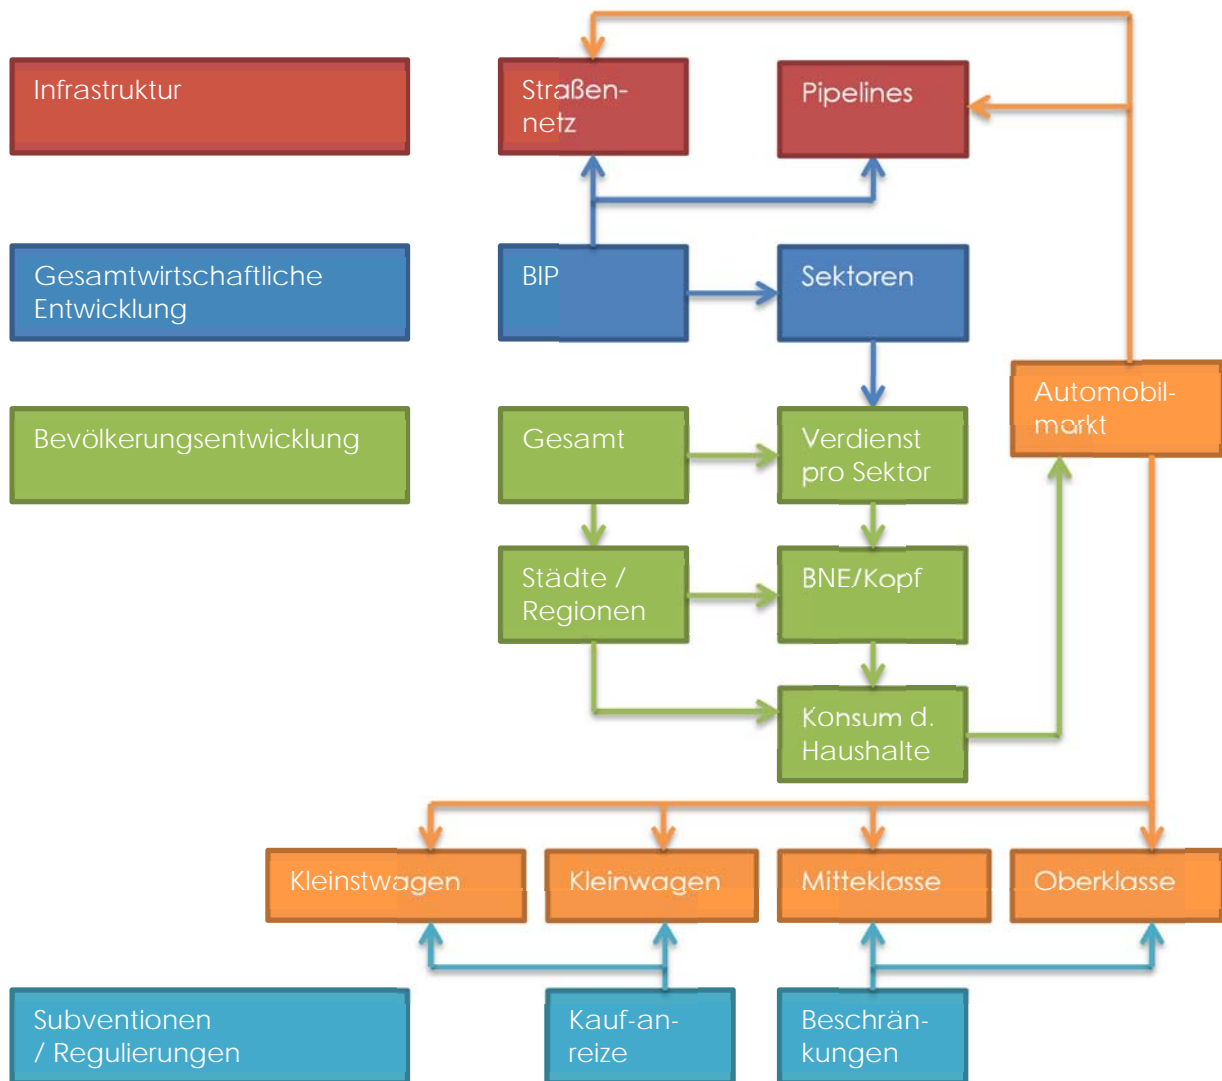 Infrastruktur
Straßen-
netz
Pipelines
Gesamtwirtschaftliche
Entwicklung
BIP
Sektoren
Automobil-
markt
Bevölkerungsentwicklung
Gesamt
Verdienst
pro Sektor
Städte /
Regionen
BNE/Kopf
Konsum d.
Haushalte
Kleinstwagen
Kleinwagen
Mitteklasse
Oberklasse
Subventionen
/ Regulierungen
Kauf-an-
reize
Beschrän-
kungen